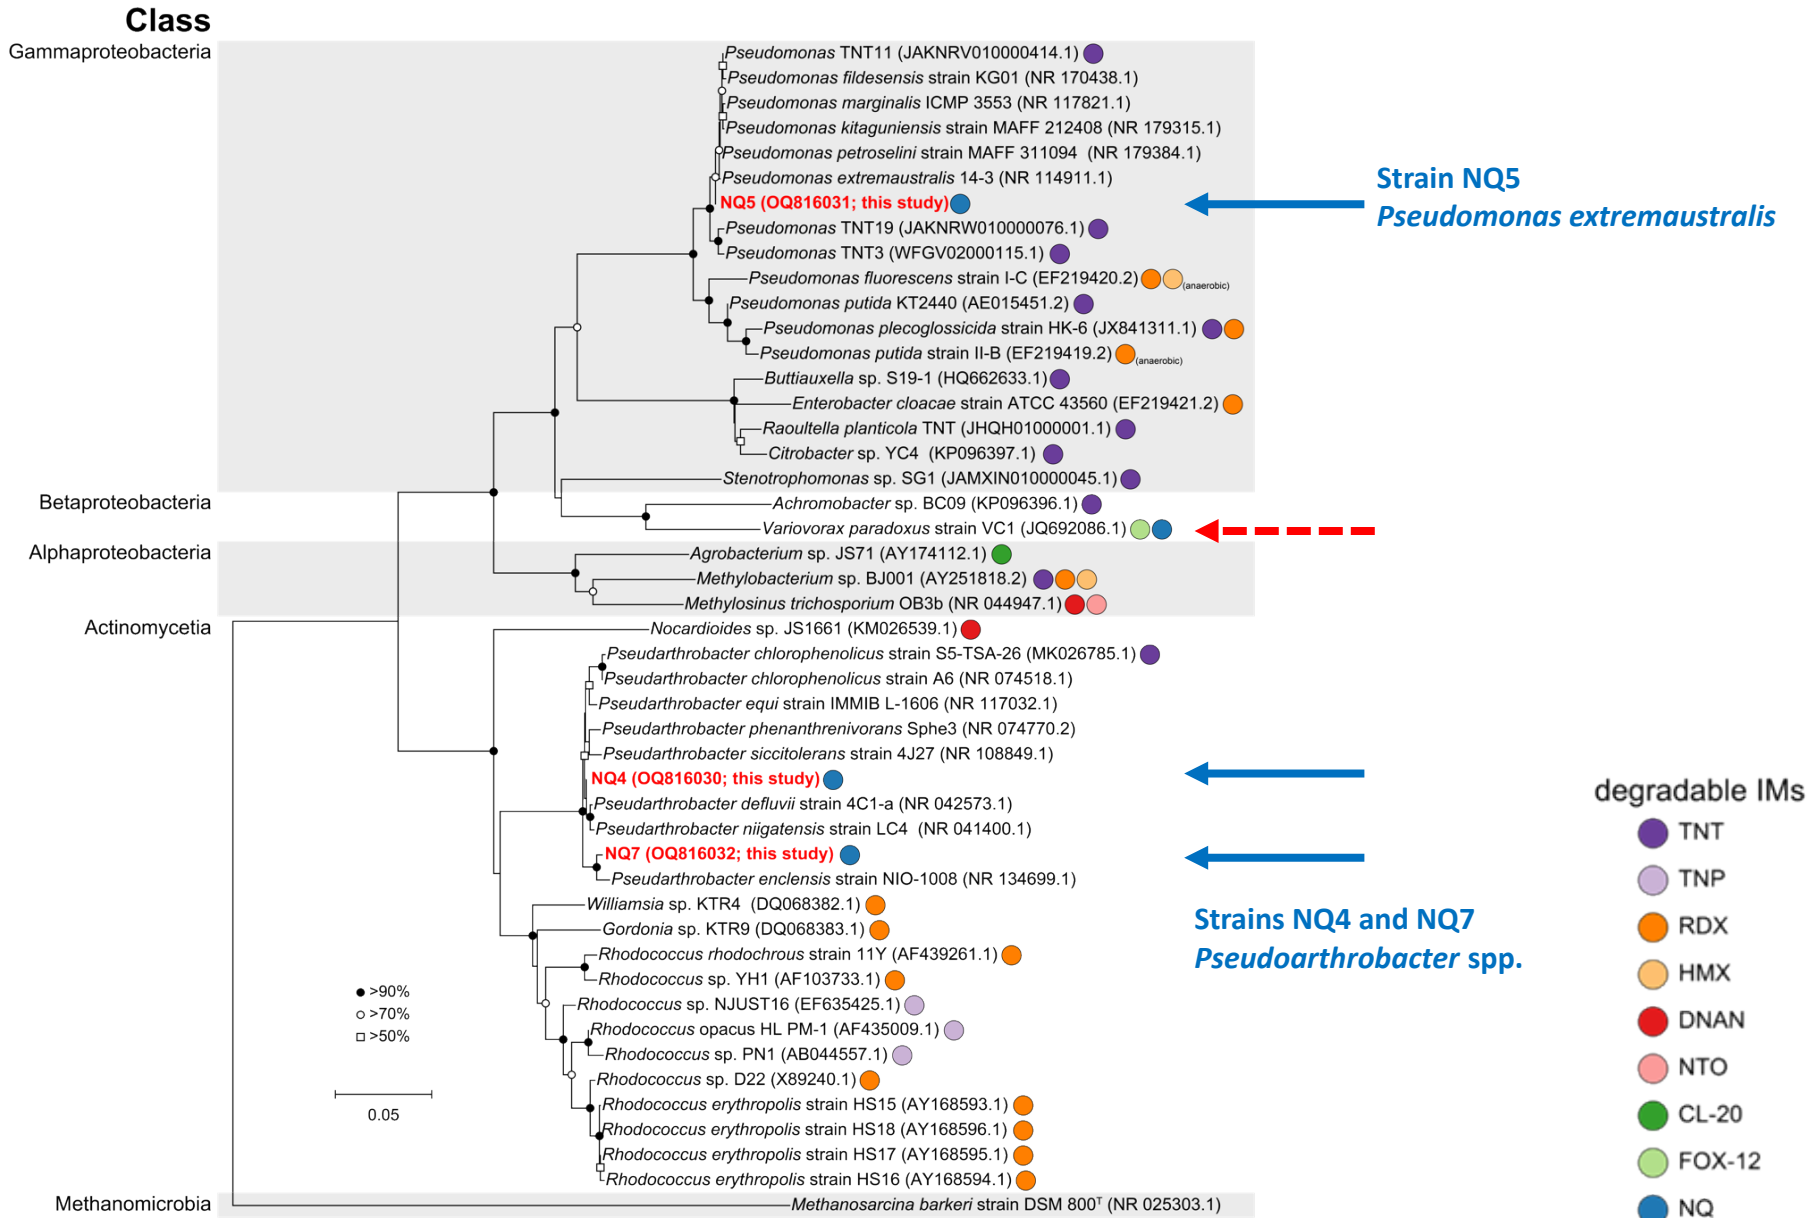 Class
Gammaproteobacteria
Pseudomonas TNT11 (JAKNRV010000414.1)
Pseudomonas fildesensis strain KG01 (NR 170438.1)
Pseudomonas marginalis ICMP 3553 (NR 117821.1)
Pseudomonas kitaguniensis strain MAFF 212408 (NR 179315.1)
Pseudomonas petroselini strain MAFF 311094 (NR 179384.1)
Pseudomonas extremaustralis 14-3 (NR 114911.1)
NQ5 (OQ816031; this study)
Pseudomonas TNT19 (JAKNRW010000076.1)
Pseudomonas TNT3 (WFGV02000115.1)
Pseudomonas fluorescens strain I-C (EF219420.2) (anaerobic)
Pseudomonas putida KT2440 (AE015451.2)
Pseudomonas plecoglossicida strain HK-6 (JX841311.1)
Pseudomonas putida strain II-B (EF219419.2) (anaerobic)
Buttiauxella sp. S19-1 (HQ662633.1)
Enterobacter cloacae strain ATCC 43560 (EF219421.2)
Raoultella planticola TNT (JHQH01000001.1)
Citrobacter sp. YC4 (KP096397.1)
Stenotrophomonas sp. SG1 (JAMXIN010000045.1)
Betaproteobacteria
Achromobacter sp. BC09 (KP096396.1)
Variovorax paradoxus strain VC1 (JQ692086.1)
Alphaproteobacteria
Agrobacterium sp. JS71 (AY174112.1)
Methylobacterium sp. BJ001 (AY251818.2)
Methylosinus trichosporium OB3b (NR 044947.1)
Actinomycetia
Nocardioides sp. JS1661 (KM026539.1)
Pseudarthrobacter chlorophenolicus strain S5-TSA-26 (MK026785.1)
Pseudarthrobacter chlorophenolicus strain A6 (NR 074518.1)
Pseudarthrobacter equi strain IMMIB L-1606 (NR 117032.1)
Pseudarthrobacter phenanthrenivorans Sphe3 (NR 074770.2)
Pseudarthrobacter siccitolerans strain 4J27 (NR 108849.1)
NQ4 (OQ816030; this study)
Pseudarthrobacter defluvii strain 4C1-a (NR 042573.1)
Pseudarthrobacter niigatensis strain LC4 (NR 041400.1)
NQ7 (OQ816032; this study)
Pseudarthrobacter enclensis strain NIO-1008 (NR 134699.1)
Williamsia sp. KTR4 (DQ068382.1)
Gordonia sp. KTR9 (DQ068383.1)
Rhodococcus rhodochrous strain 11Y (AF439261.1)
Rhodococcus sp. YH1 (AF103733.1)
Rhodococcus sp. NJUST16 (EF635425.1)
Rhodococcus opacus HL PM-1 (AF435009.1)
Rhodococcus sp. PN1 (AB044557.1)
Rhodococcus sp. D22 (X89240.1)
Rhodococcus erythropolis strain HS15 (AY168593.1)
Rhodococcus erythropolis strain HS18 (AY168596.1)
Rhodococcus erythropolis strain HS17 (AY168595.1)
Rhodococcus erythropolis strain HS16 (AY168594.1)
Methanomicrobia
Methanosarcina barkeri strain DSM 800ᵀ (NR 025303.1)
>90%
>70%
>50%
0.05
Strain NQ5
Pseudomonas extremaustralis
Strains NQ4 and NQ7
Pseudoarthrobacter spp.
degradable IMs
TNT
TNP
RDX
HMX
DNAN
NTO
CL-20
FOX-12
NQ